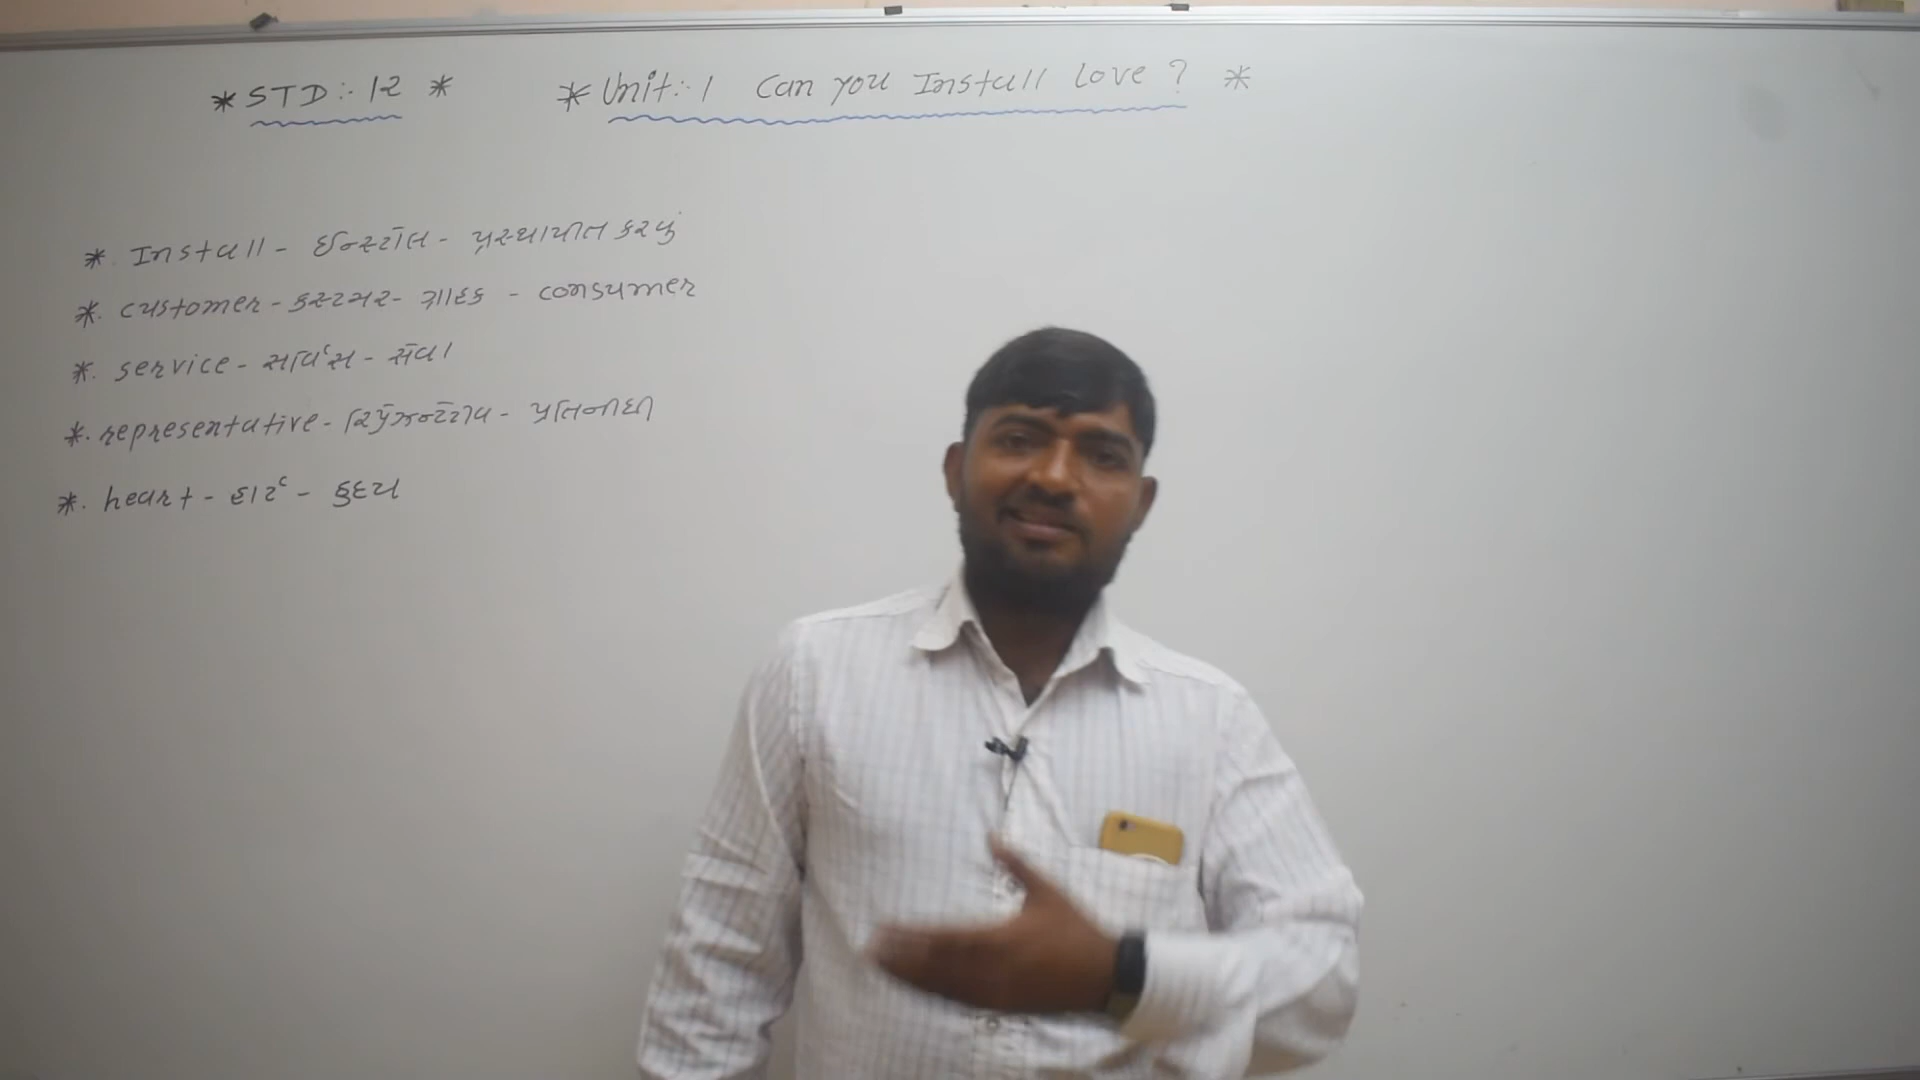 * STD :- 12 * * Unit :- 1 Can you Install Love ? *
*. Install - ઈન્સ્ટૉલ - પ્રસ્થાપીત કરવું
*. customer - કસ્ટમર - ગ્રાહક - consumer
*. service - સર્વિસ - સેવા
*. representative - રિપ્રેઝન્ટેટીવ - પ્રતિનીધી
*. heart - હાર્ટ - હૃદય